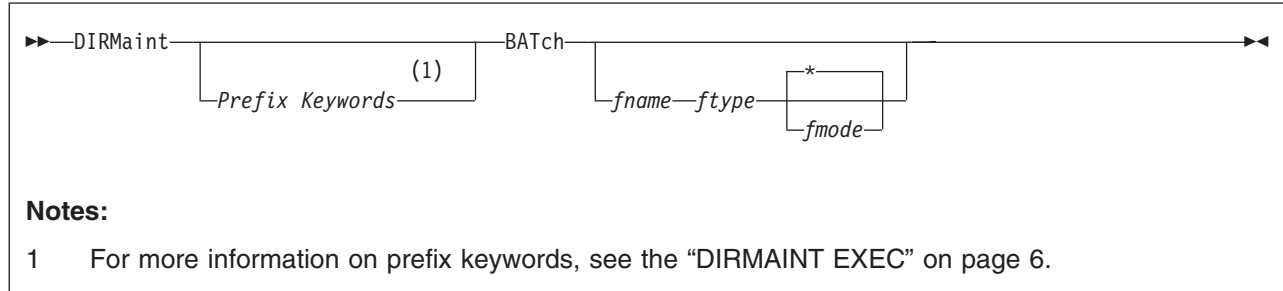 DIRMaint BATch
(1) *
Prefix Keywords fname ftype
fmode
Notes:
1 For more information on prefix keywords, see the “DIRMAINT EXEC” on page 6.